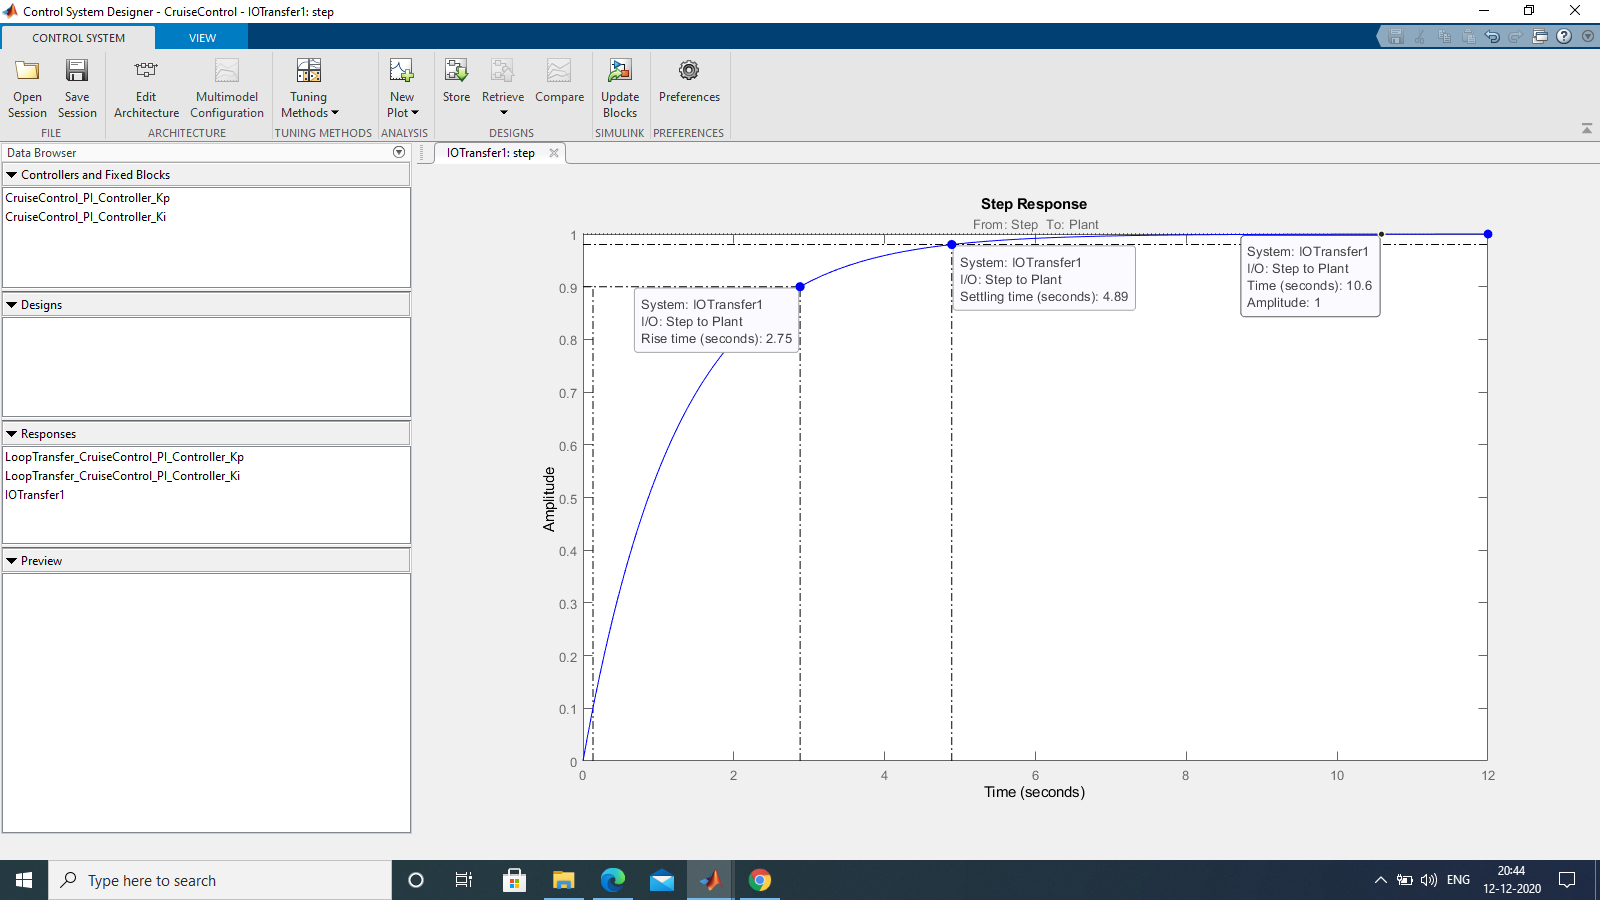 Control System Designer - CruiseControl - IOTransfer1: step
CONTROL SYSTEM
VIEW
Open Session
Save Session
Edit Architecture
Multimodel Configuration
Tuning Methods
New Plot
Store
Retrieve
Compare
Update Blocks
Preferences
FILE
ARCHITECTURE
TUNING METHODS
ANALYSIS
DESIGNS
SIMULINK
PREFERENCES
Data Browser
Controllers and Fixed Blocks
CruiseControl_PI_Controller_Kp
CruiseControl_PI_Controller_Ki
Designs
Responses
LoopTransfer_CruiseControl_PI_Controller_Kp
LoopTransfer_CruiseControl_PI_Controller_Ki
IOTransfer1
Preview
IOTransfer1: step
Step Response
From: Step To: Plant
1
0.9
0.8
0.7
0.6
0.5
0.4
0.3
0.2
0.1
0
Amplitude
System: IOTransfer1
I/O: Step to Plant
Rise time (seconds): 2.75
System: IOTransfer1
I/O: Step to Plant
Settling time (seconds): 4.89
System: IOTransfer1
I/O: Step to Plant
Time (seconds): 10.6
Amplitude: 1
0 2 4 6 8 10 12
Time (seconds)
Type here to search
ENG
20:44
12-12-2020